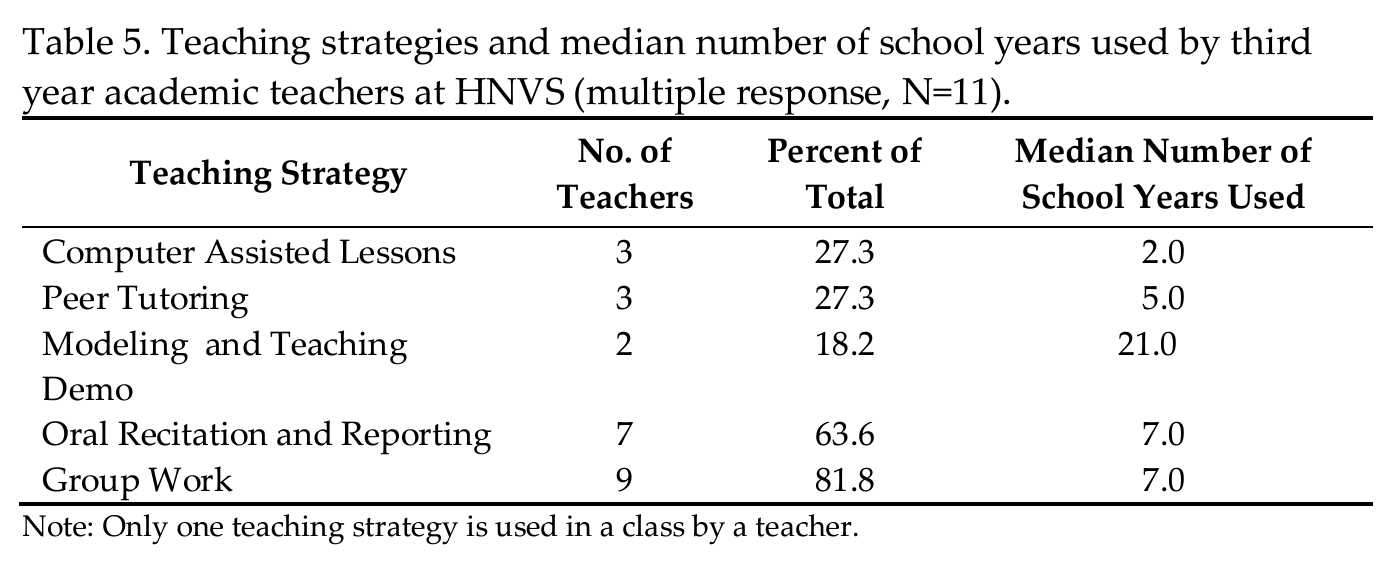 Table 5. Teaching strategies and median number of school years used by third
year academic teachers at HNVS (multiple response, N=11).
Teaching Strategy No. of Teachers Percent of Total Median Number of School Years Used
Computer Assisted Lessons 3 27.3 2.0
Peer Tutoring 3 27.3 5.0
Modeling and Teaching 2 18.2 21.0
Demo
Oral Recitation and Reporting 7 63.6 7.0
Group Work 9 81.8 7.0
Note: Only one teaching strategy is used in a class by a teacher.